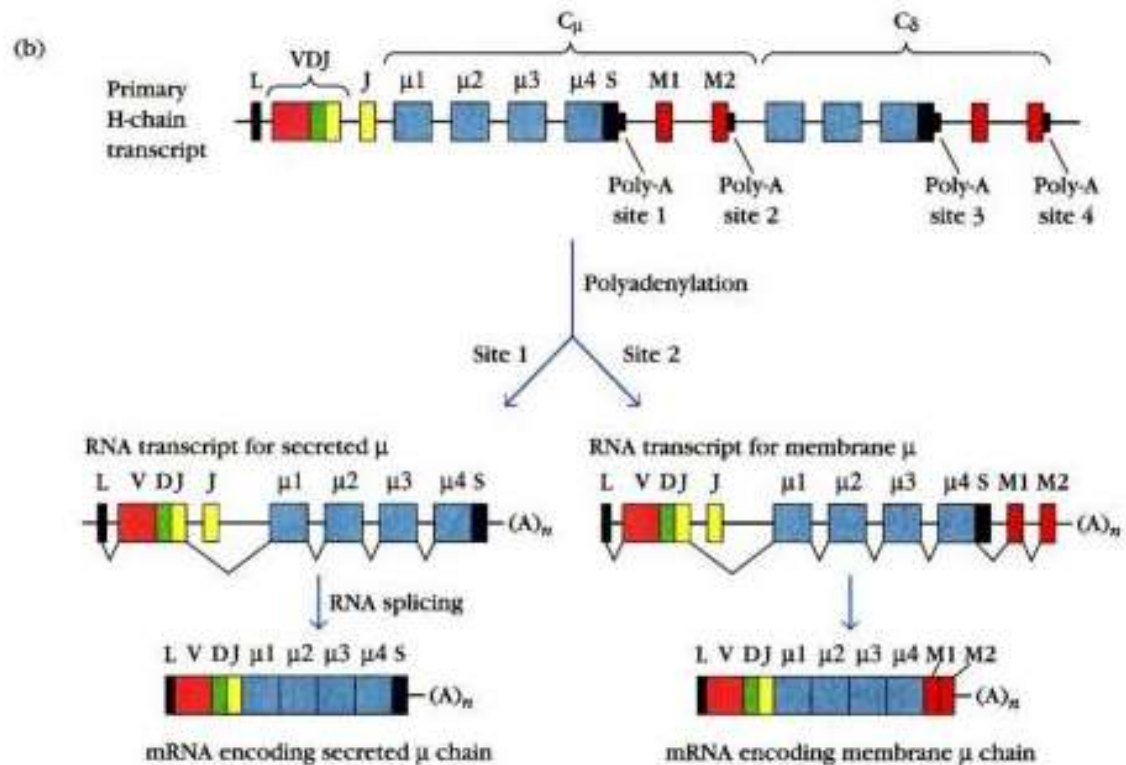 (b)
Cμ
Cδ
VDJ
L
J
μ1 μ2 μ3 μ4 S M1 M2
Primary
H-chain
transcript
Poly-A
site 1
Poly-A
site 2
Poly-A
site 3
Poly-A
site 4
Polyadenylation
Site 1
Site 2
RNA transcript for secreted μ
L V DJ J μ1 μ2 μ3 μ4 S
(A)n
RNA transcript for membrane μ
L V DJ J μ1 μ2 μ3 μ4 S M1 M2
(A)n
RNA splicing
L V DJ μ1 μ2 μ3 μ4 S
(A)n
mRNA encoding secreted μ chain
L V DJ μ1 μ2 μ3 μ4 M1 M2
(A)n
mRNA encoding membrane μ chain